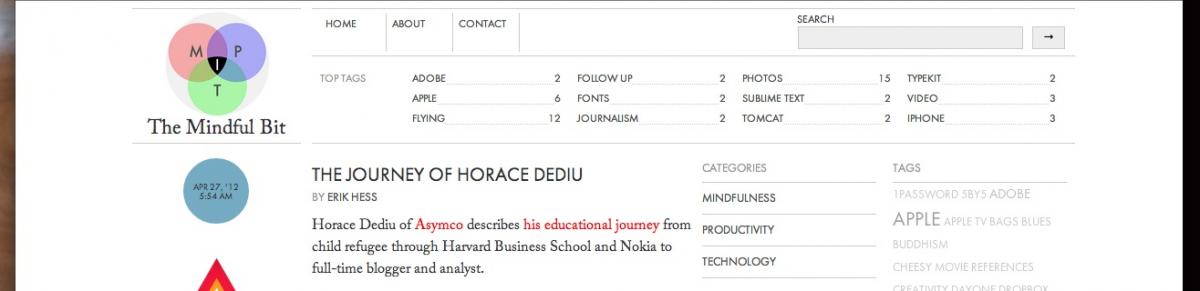 HOME ABOUT CONTACT
SEARCH
→
M P
I
T
The Mindful Bit
TOP TAGS
ADOBE 2 FOLLOW UP 2 PHOTOS 15 TYPEKIT 2
APPLE 6 FONTS 2 SUBLIME TEXT 2 VIDEO 3
FLYING 12 JOURNALISM 2 TOMCAT 2 IPHONE 3
APR 27, '12
5:54 AM
THE JOURNEY OF HORACE DEDIU
BY ERIK HESS
Horace Dediu of Asymco describes his educational journey from
child refugee through Harvard Business School and Nokia to
full-time blogger and analyst.
CATEGORIES
MINDFULNESS
PRODUCTIVITY
TECHNOLOGY
TAGS
1PASSWORD 5BY5 ADOBE
APPLE APPLE TV BAGS BLUES
BUDDHISM
CHEESY MOVIE REFERENCES
CREATIVITY DAYONE DROPBOX